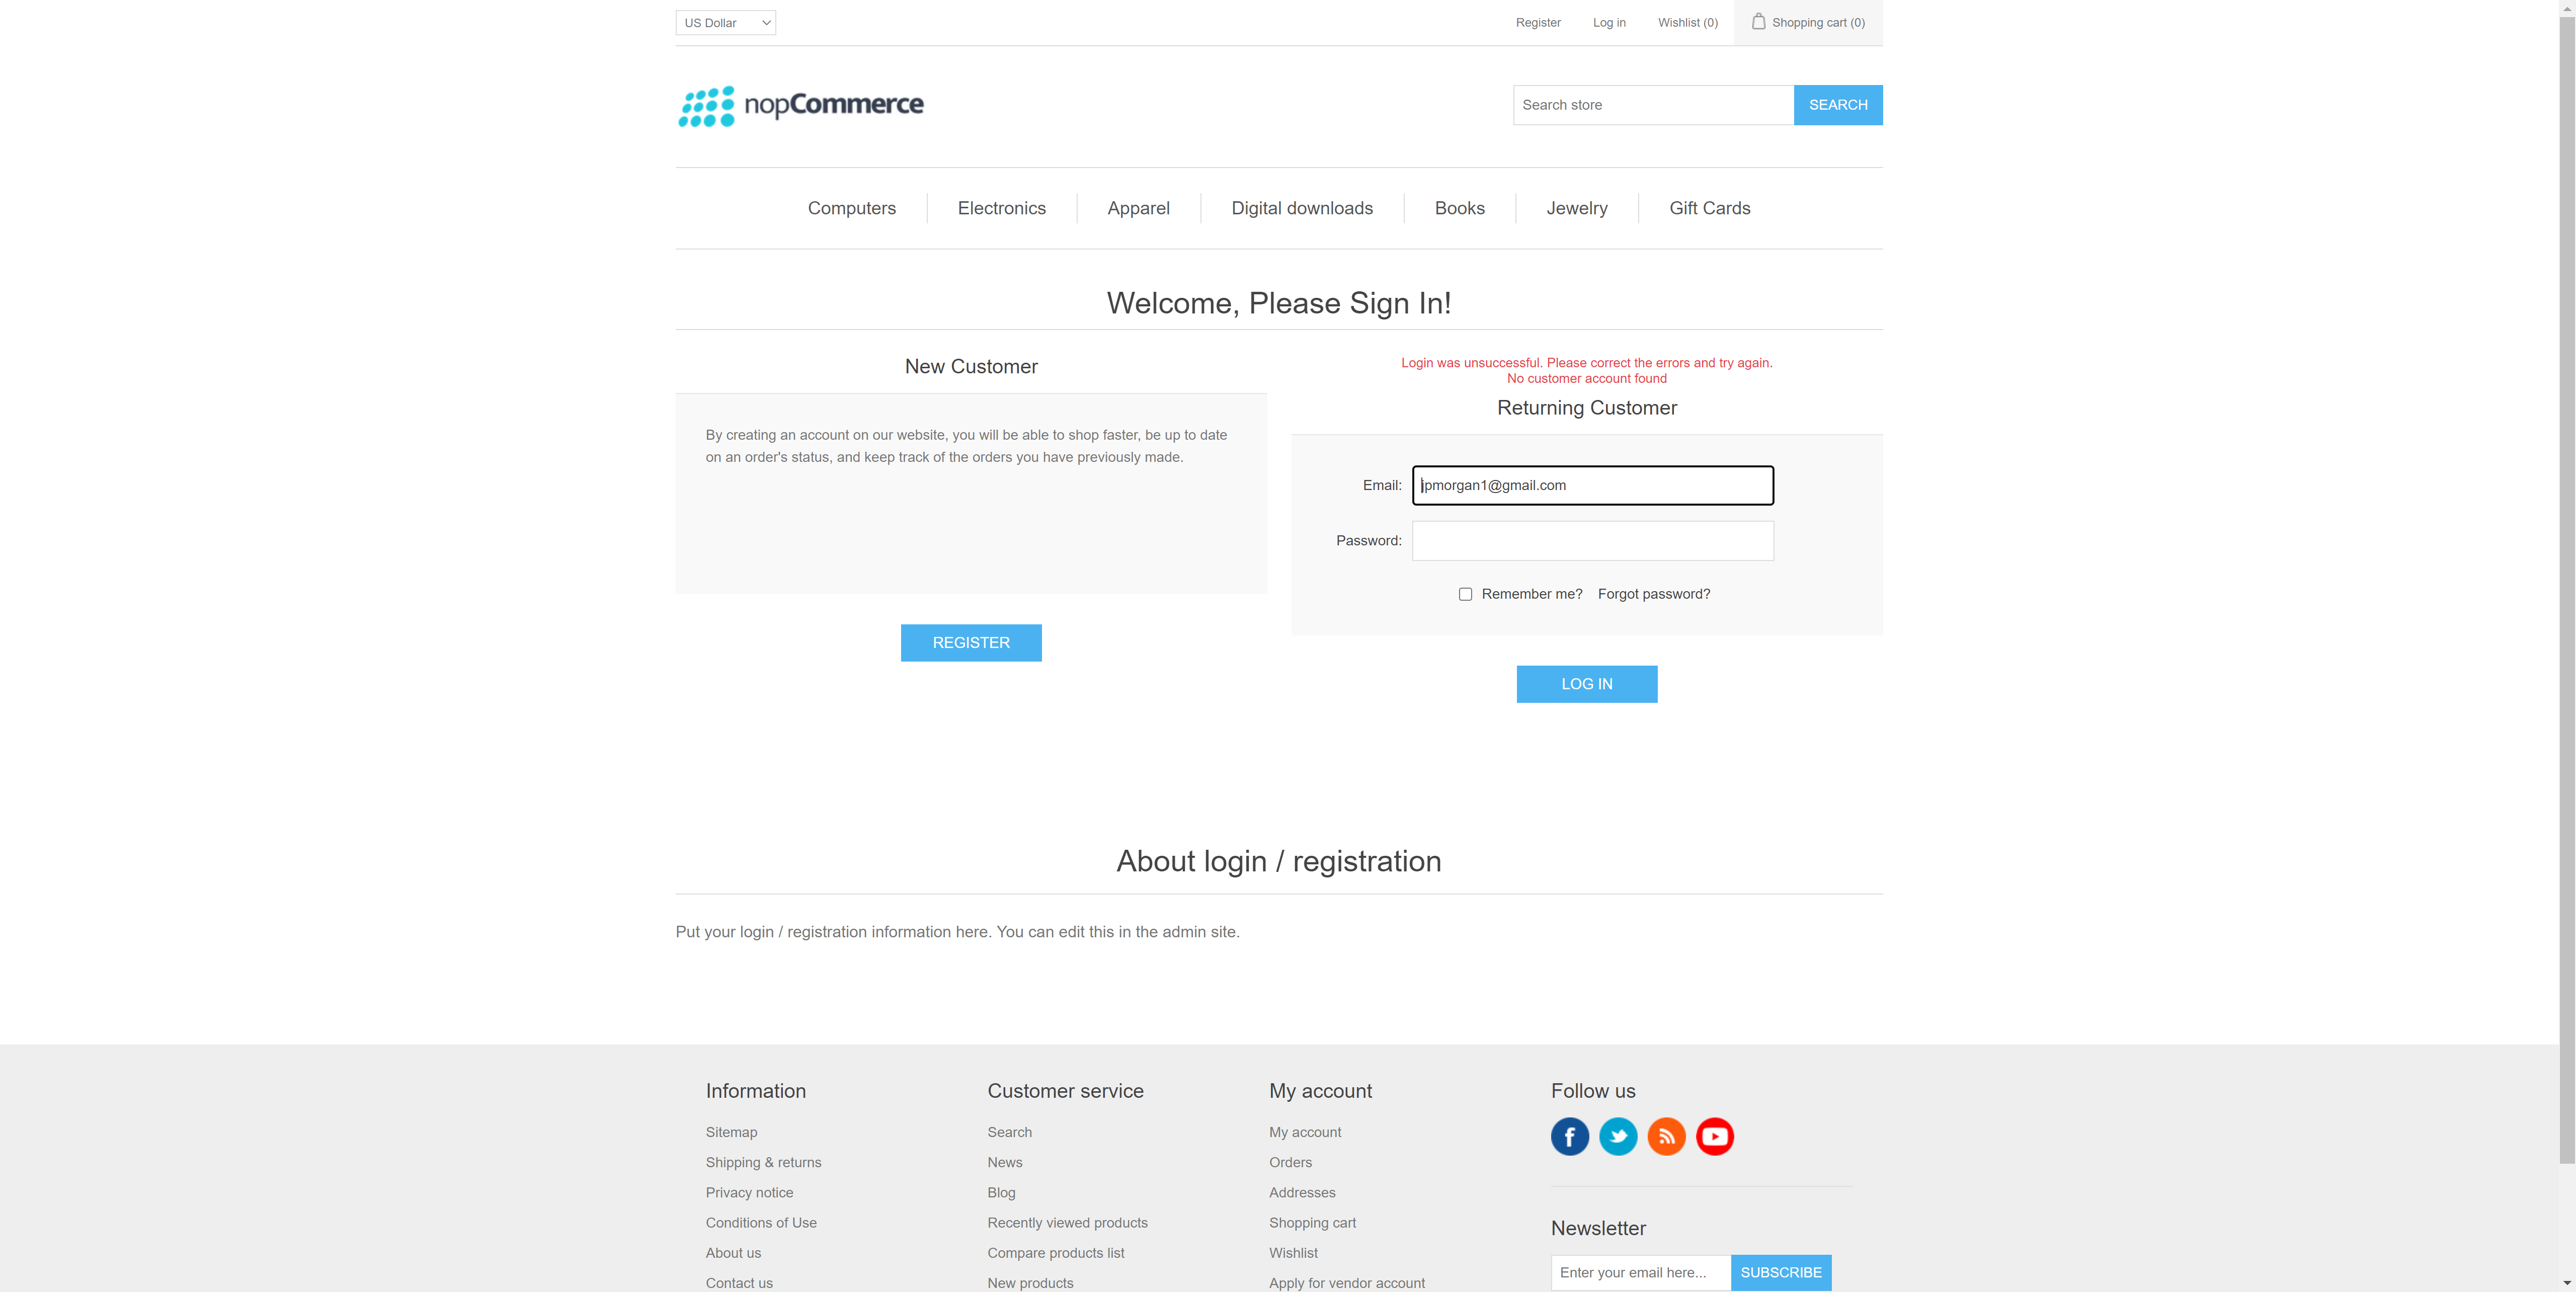 US Dollar
Register
Log in
Wishlist (0)
Shopping cart (0)
nopCommerce
Search store
SEARCH
Computers
Electronics
Apparel
Digital downloads
Books
Jewelry
Gift Cards
Welcome, Please Sign In!
New Customer
By creating an account on our website, you will be able to shop faster, be up to date
on an order's status, and keep track of the orders you have previously made.
REGISTER
Login was unsuccessful. Please correct the errors and try again.
No customer account found
Returning Customer
Email:
jpmorgan1@gmail.com
Password:
Remember me?
Forgot password?
LOG IN
About login / registration
Put your login / registration information here. You can edit this in the admin site.
Information
Sitemap
Shipping & returns
Privacy notice
Conditions of Use
About us
Contact us
Customer service
Search
News
Blog
Recently viewed products
Compare products list
New products
My account
My account
Orders
Addresses
Shopping cart
Wishlist
Apply for vendor account
Follow us
Newsletter
Enter your email here...
SUBSCRIBE